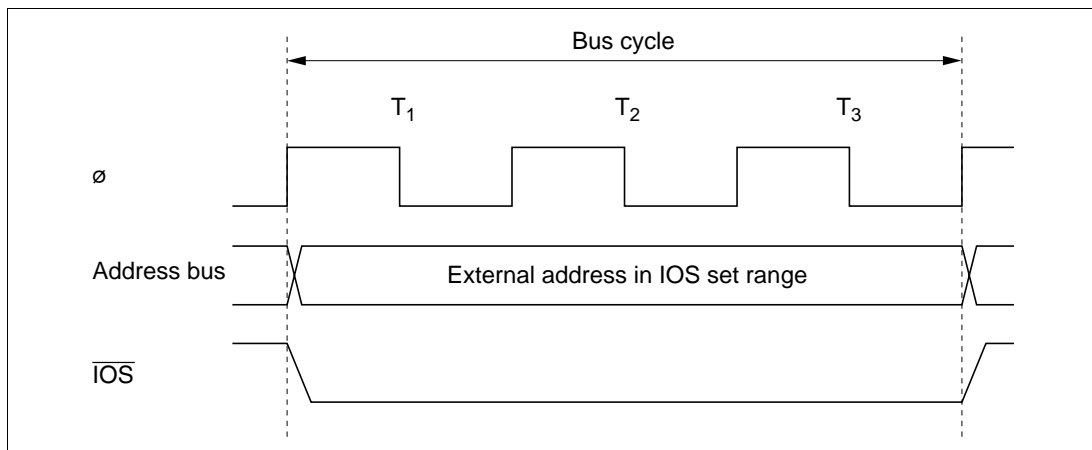 Bus cycle
T1 T2 T3
ø
Address bus External address in IOS set range
IOS